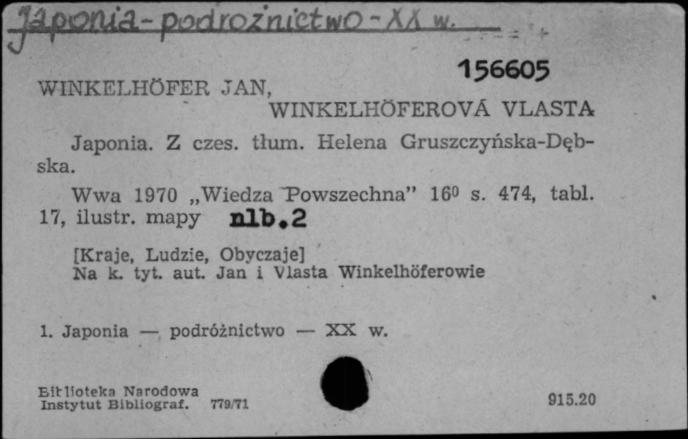 Japonia - podróżnictwo - XX w.
156605
WINKELHÖFER JAN,
WINKELHÖFEROVÁ VLASTA
Japonia. Z czes. tłum. Helena Gruszczyńska-Dęb-
ska.
Wwa 1970 „Wiedza Powszechna” 16⁰ s. 474, tabl.
17, ilustr. mapy nlb.2
[Kraje, Ludzie, Obyczaje]
Na k. tyt. aut. Jan i Vlasta Winkelhöferowie
1. Japonia — podróżnictwo — XX w.
Biblioteka Narodowa
Instytut Bibliograf. 779/71
915.20